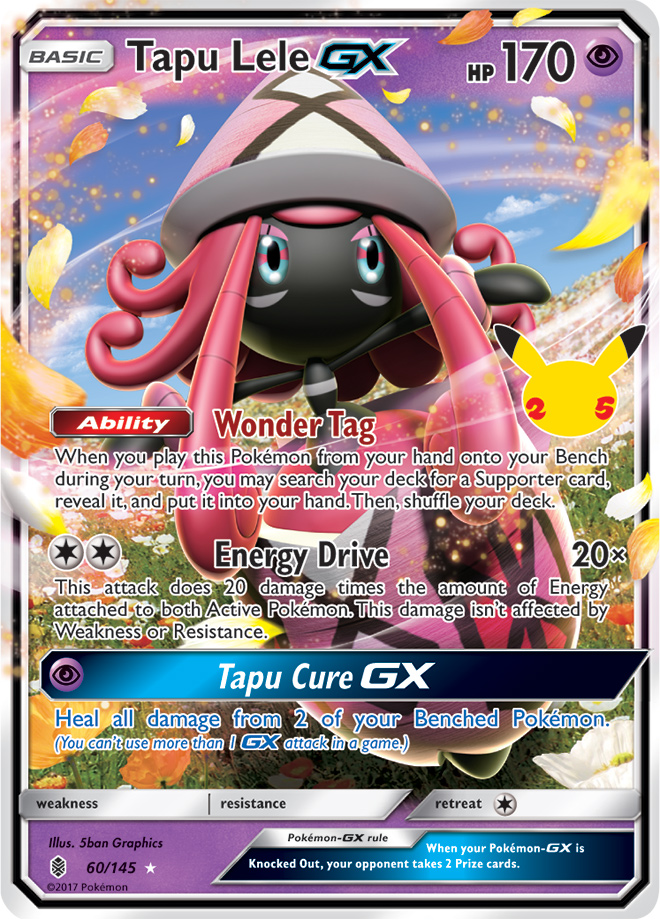 BASIC Tapu Lele GX HP 170
25
Ability Wonder Tag
When you play this Pokémon from your hand onto your Bench
during your turn, you may search your deck for a Supporter card,
reveal it, and put it into your hand. Then, shuffle your deck.
Energy Drive 20×
This attack does 20 damage times the amount of Energy
attached to both Active Pokémon. This damage isn't affected by
Weakness or Resistance.
Tapu Cure GX
Heal all damage from 2 of your Benched Pokémon.
(You can't use more than 1 GX attack in a game.)
weakness resistance retreat
Illus. 5ban Graphics
60/145
©2017 Pokémon
Pokémon-GX rule
When your Pokémon-GX is
Knocked Out, your opponent takes 2 Prize cards.